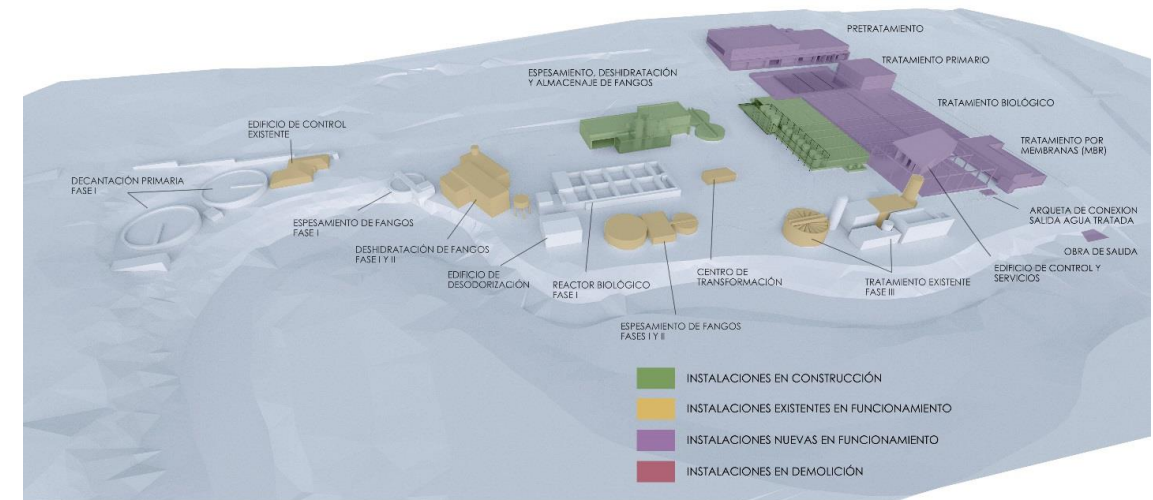 PRETRATAMIENTO
TRATAMIENTO PRIMARIO
ESPESAMIENTO, DESHIDRATACIÓN
Y ALMACENAJE DE FANGOS
TRATAMIENTO BIOLÓGICO
EDIFICIO DE CONTROL
EXISTENTE
TRATAMIENTO POR
MEMBRANAS (MBR)
DECANTACIÓN PRIMARIA
FASE I
ESPESAMIENTO DE FANGOS
FASE I
ARQUETA DE CONEXION
SALIDA AGUA TRATADA
DESHIDRATACIÓN DE FANGOS
FASE I Y II
OBRA DE SALIDA
EDIFICIO DE
DESODORIZACIÓN
REACTOR BIOLÓGICO
FASE I
CENTRO DE
TRANSFORMACIÓN
TRATAMIENTO EXISTENTE
FASE III
EDIFICIO DE CONTROL Y
SERVICIOS
ESPESAMIENTO DE FANGOS
FASES I Y II
INSTALACIONES EN CONSTRUCCIÓN
INSTALACIONES EXISTENTES EN FUNCIONAMIENTO
INSTALACIONES NUEVAS EN FUNCIONAMIENTO
INSTALACIONES EN DEMOLICIÓN